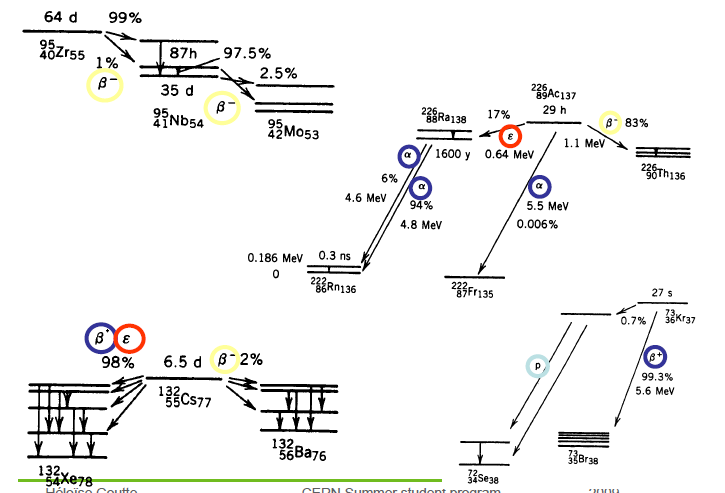 64 d 99%
95 40Zr55
87h 97.5%
1%
β⁻
35 d
2.5%
β⁻
95 41Nb54
95 42Mo53
226 89Ac137
29 h
226 88Ra138
17%
β⁻ 83%
ε
1600 y
0.64 MeV
1.1 MeV
226 90Th136
α
6%
α
94%
4.6 MeV
4.8 MeV
α
5.5 MeV
0.006%
0.186 MeV 0.3 ns
0
222 86Rn136
222 87Fr135
27 s
73 36Kr37
0.7%
p
β⁺
99.3%
5.6 MeV
72 34Se38
73 35Br38
β⁺ ε
98%
6.5 d
β⁻ 2%
132 55Cs77
132 54Xe78
132 56Ba76
Héloïse Goutte CERN Summer student program 2009